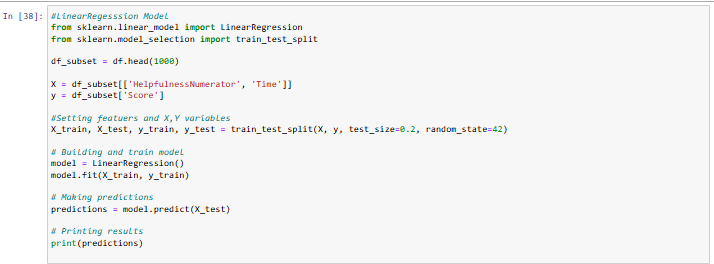 In [38]: #LinearRegesssion Model
from sklearn.linear_model import LinearRegression
from sklearn.model_selection import train_test_split
df_subset = df.head(1000)
X = df_subset[['HelpfulnessNumerator', 'Time']]
y = df_subset['Score']
#Setting featuers and X,Y variables
X_train, X_test, y_train, y_test = train_test_split(X, y, test_size=0.2, random_state=42)
# Building and train model
model = LinearRegression()
model.fit(X_train, y_train)
# Making predictions
predictions = model.predict(X_test)
# Printing results
print(predictions)